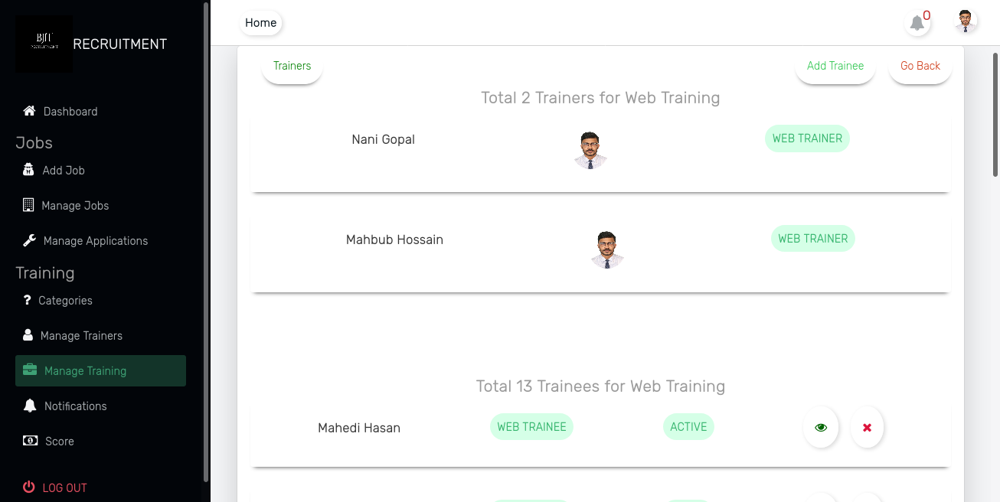 BJIT
RECRUITMENT
RECRUITMENT
Home
0
Dashboard
Jobs
Add Job
Manage Jobs
Manage Applications
Training
Categories
Manage Trainers
Manage Training
Notifications
Score
LOG OUT
Trainers
Add Trainee
Go Back
Total 2 Trainers for Web Training
Nani Gopal
WEB TRAINER
Mahbub Hossain
WEB TRAINER
Total 13 Trainees for Web Training
Mahedi Hasan
WEB TRAINEE
ACTIVE